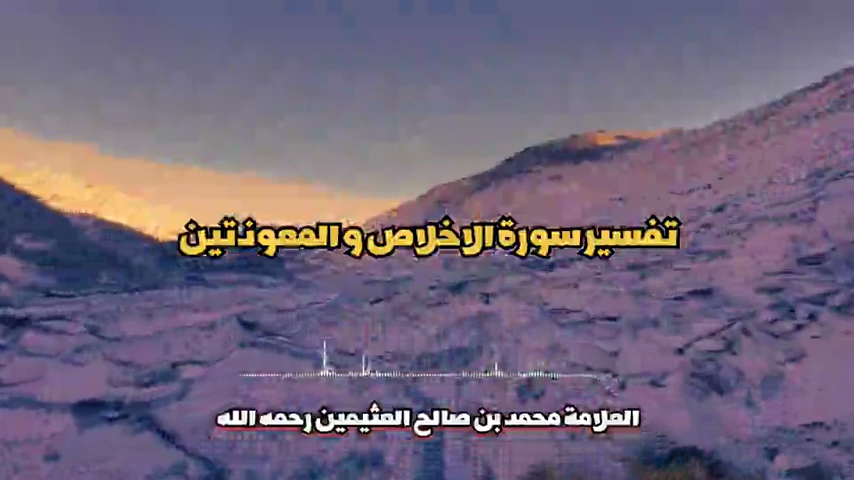 تفسير سورة الاخلاص و المعوذتين
العلامة محمد بن صالح العثيمين رحمه الله